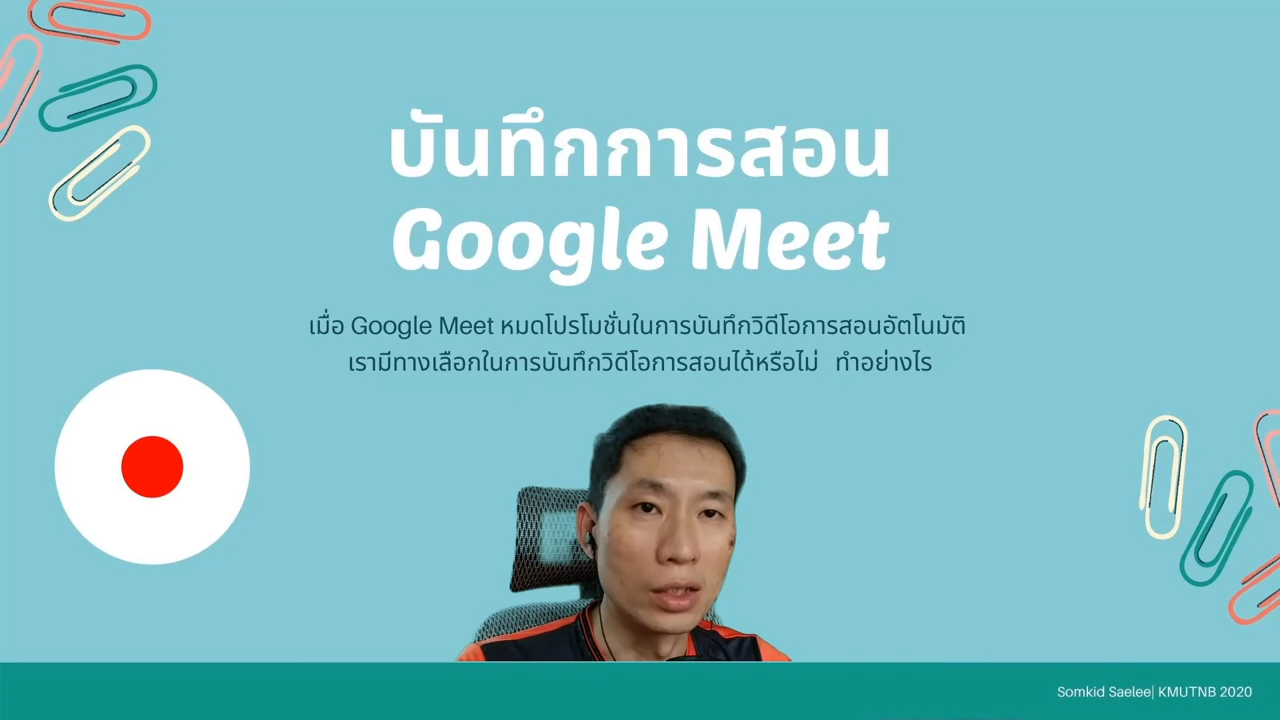 บันทึกการสอน
Google Meet
เมื่อ Google Meet หมดโปรโมชั่นในการบันทึกวิดีโอการสอนอัตโนมัติ
เรามีทางเลือกในการบันทึกวิดีโอการสอนได้หรือไม่ ทำอย่างไร
Somkid Saelee| KMUTNB 2020